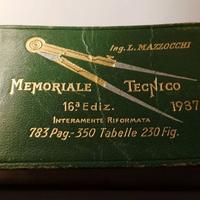 Ing. L. MAZZOCCHI
MEMORIALE TECNICO
16ª Ediz. 1937
INTERAMENTE RIFORMATA
783 Pag.-350 Tabelle 230 Fig.